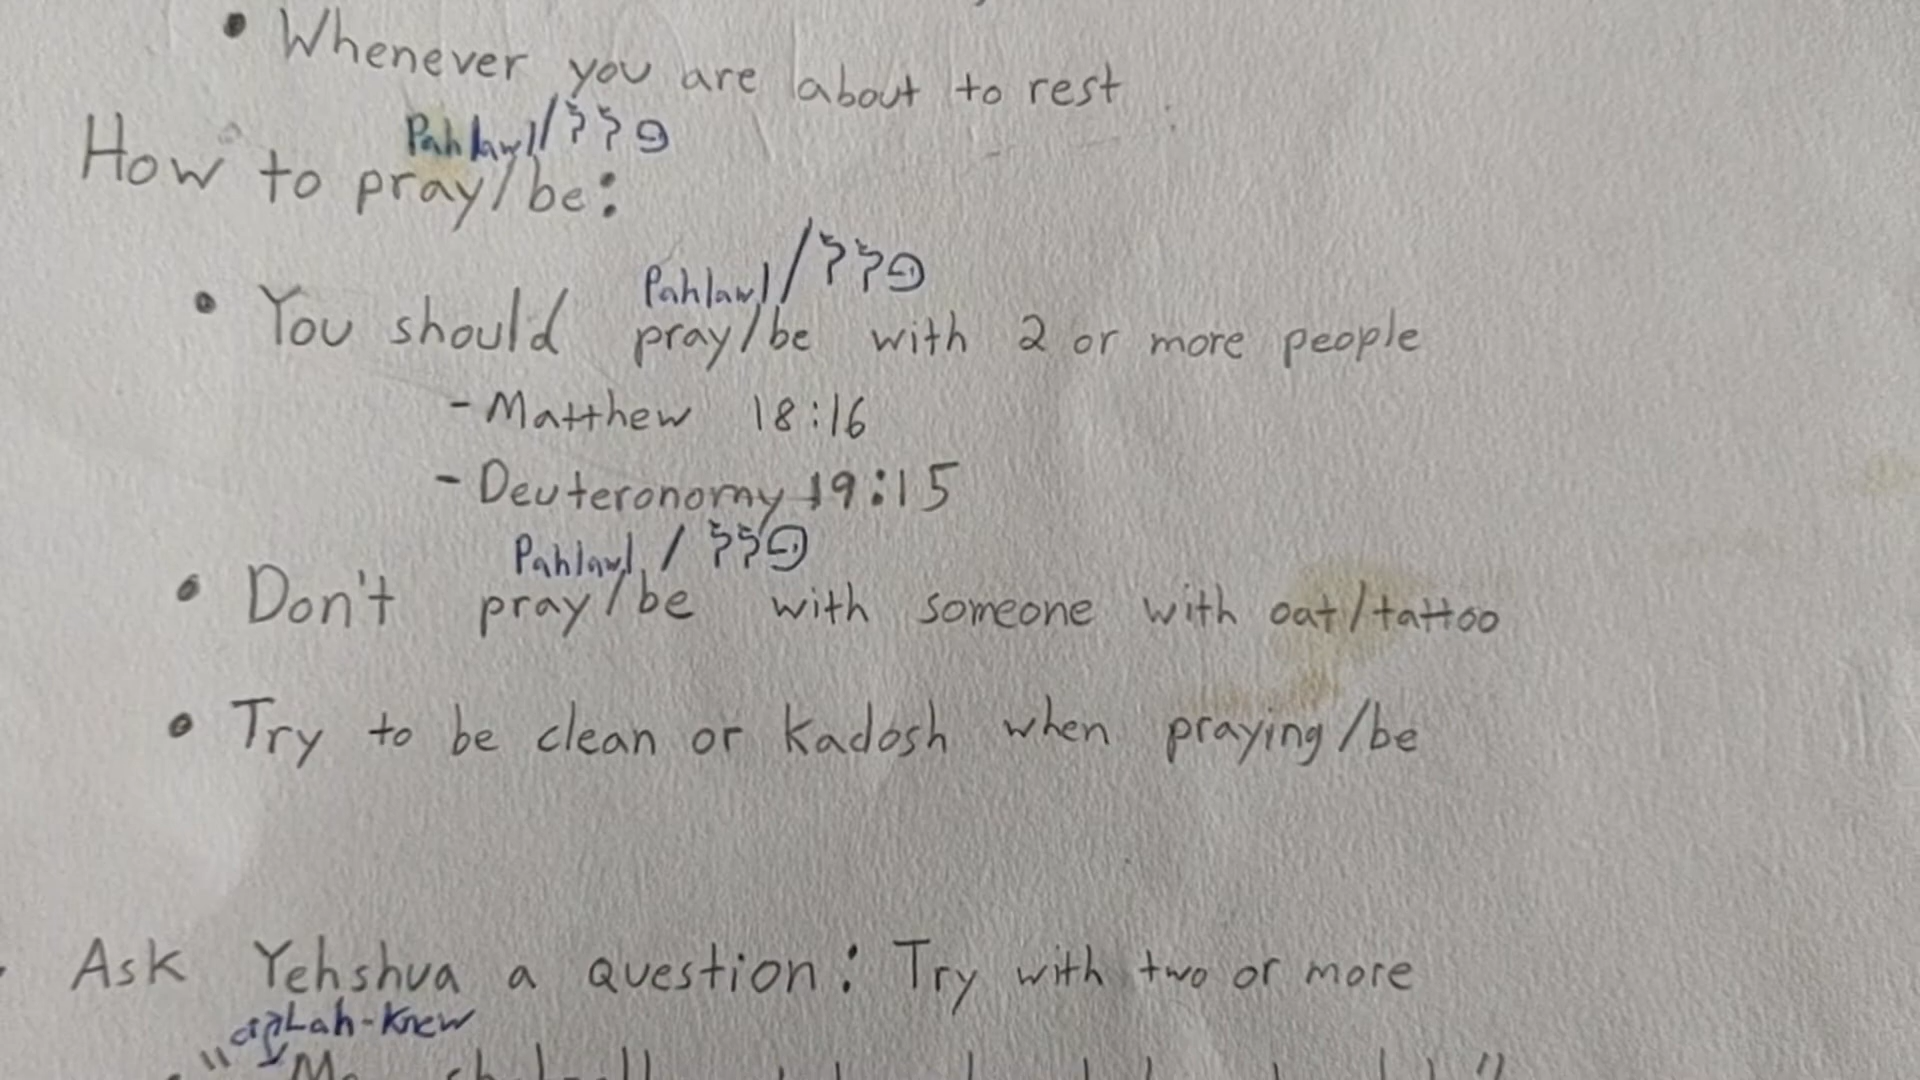 • Whenever you are about to rest
Pahlawl/
How to pray/be:
Pahlawl/
• You should pray/be with 2 or more people
- Matthew 18:16
- Deuteronomy 19:15
Pahlawl /
• Don't pray/be with someone with oat/tattoo
• Try to be clean or Kadosh when praying/be
Ask Yehshua a question: Try with two or more
Lah-Knew